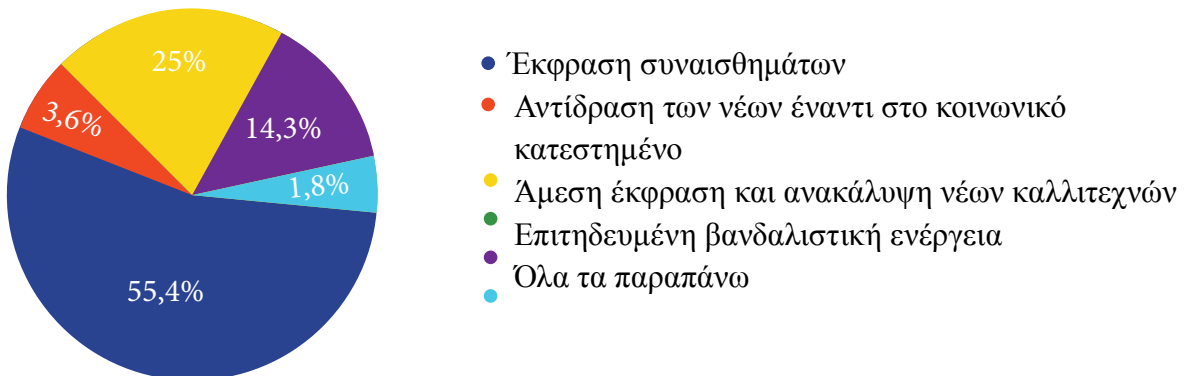 25%
3,6%
14,3%
1,8%
55,4%
Έκφραση συναισθημάτων
Αντίδραση των νέων έναντι στο κοινωνικό
κατεστημένο
Άμεση έκφραση και ανακάλυψη νέων καλλιτεχνών
Επιτηδευμένη βανδαλιστική ενέργεια
Όλα τα παραπάνω